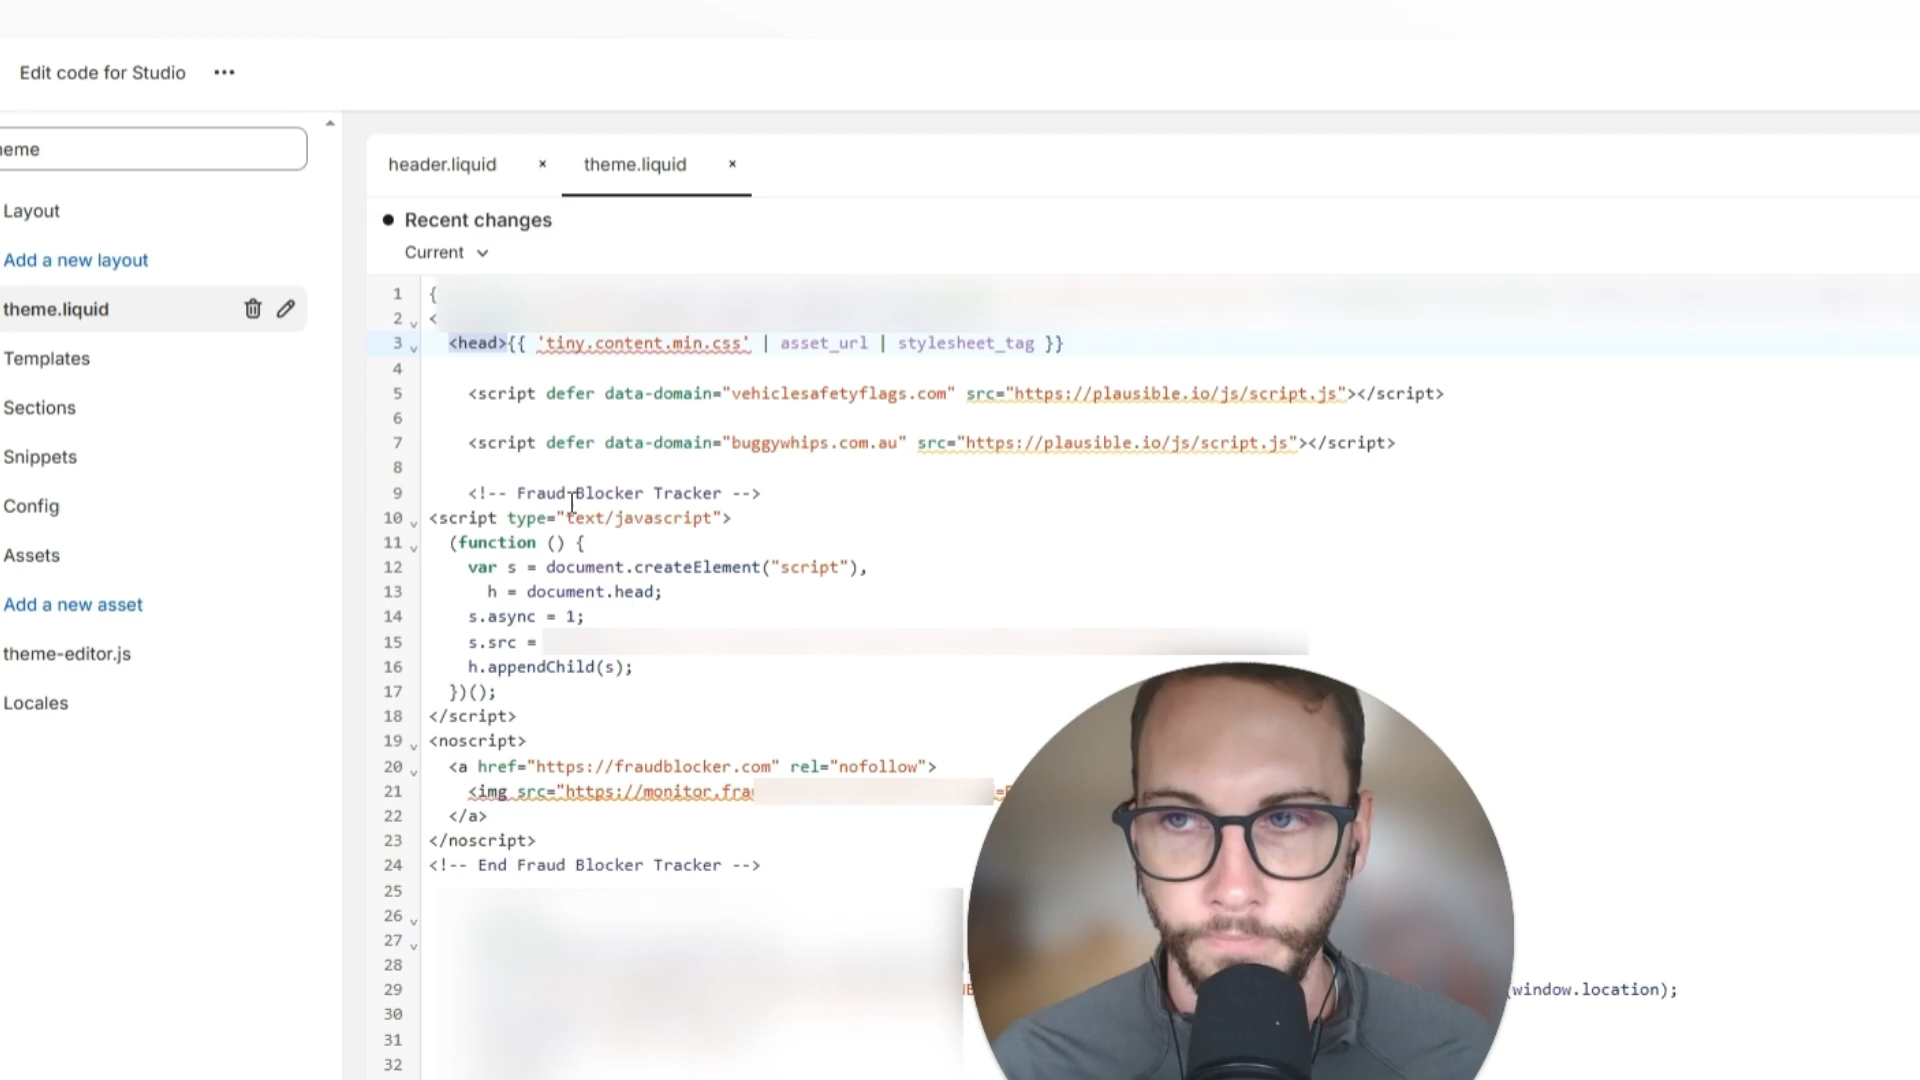 Edit code for Studio •••
heme
Layout
Add a new layout
theme.liquid
Templates
Sections
Snippets
Config
Assets
Add a new asset
theme-editor.js
Locales
header.liquid × theme.liquid ×
Recent changes
Current
1 {
2 <
3 <head>{{ 'tiny.content.min.css' | asset_url | stylesheet_tag }}
4
5 <script defer data-domain="vehiclesafetyflags.com" src="https://plausible.io/js/script.js"></script>
6
7 <script defer data-domain="buggywhips.com.au" src="https://plausible.io/js/script.js"></script>
8
9 <!-- Fraud Blocker Tracker -->
10 <script type="text/javascript">
11 (function () {
12 var s = document.createElement("script"),
13 h = document.head;
14 s.async = 1;
15 s.src =
16 h.appendChild(s);
17 })();
18 </script>
19 <noscript>
20 <a href="https://fraudblocker.com" rel="nofollow">
21 <img src="https://monitor.fra
22 </a>
23 </noscript>
24 <!-- End Fraud Blocker Tracker -->
25
26
27
28
29 (window.location);
30
31
32